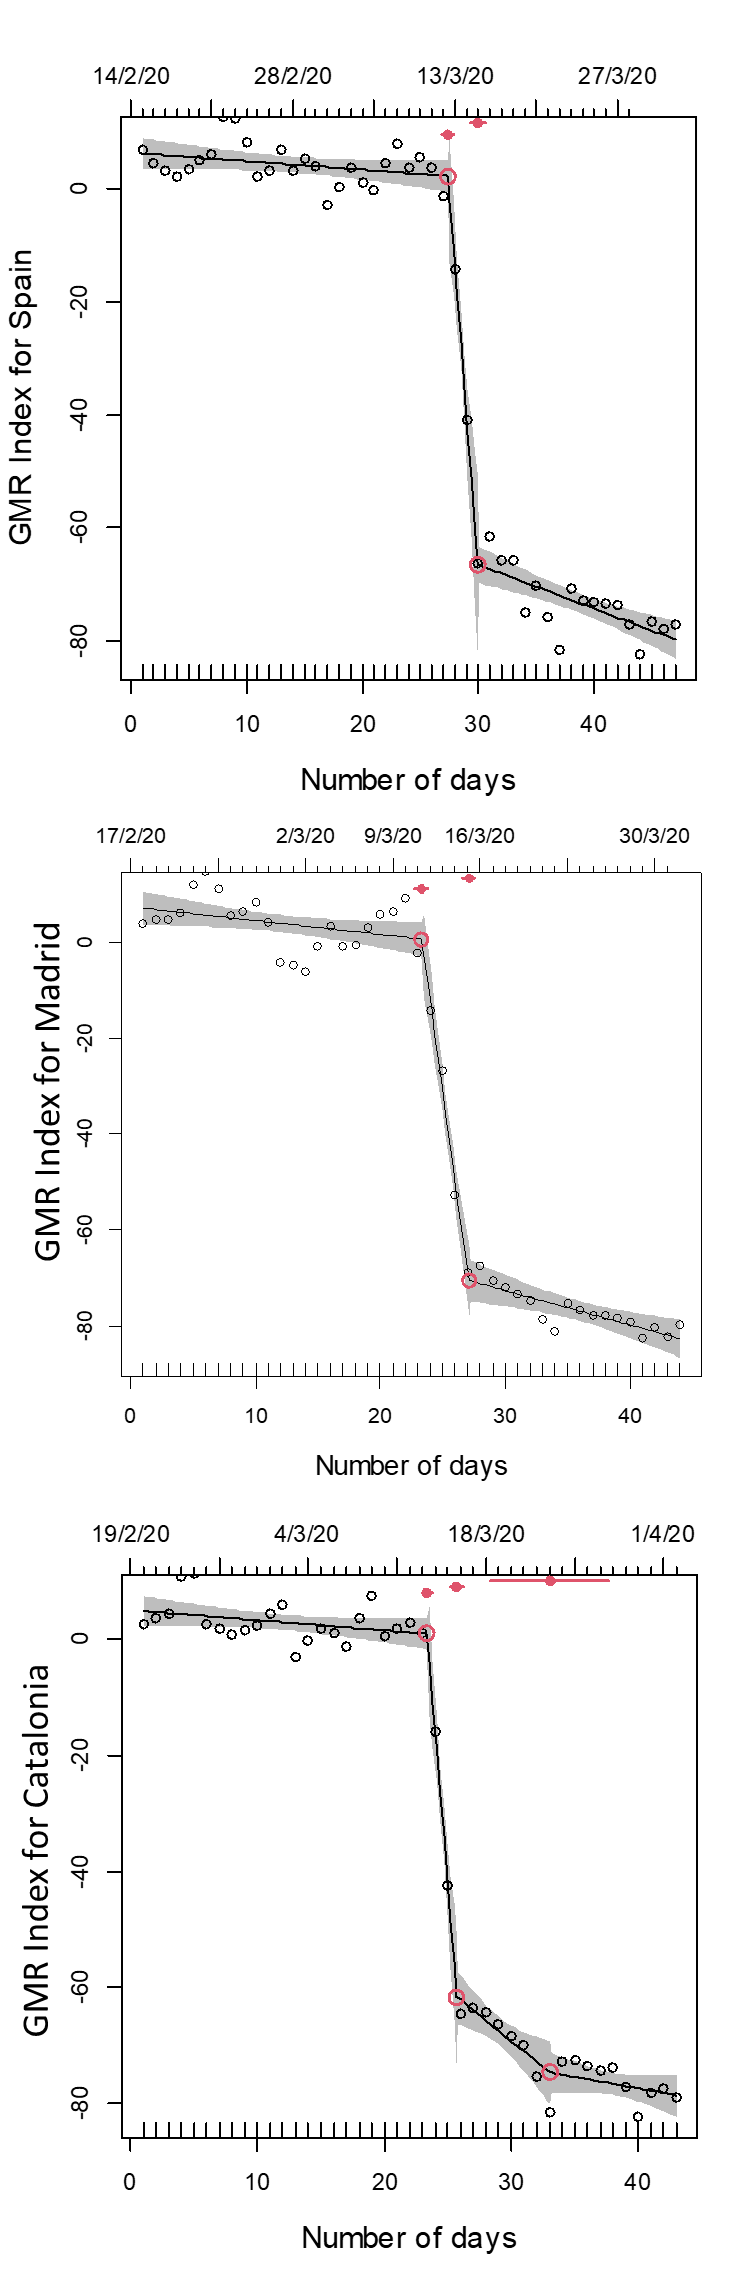 14/2/20 28/2/20 13/3/20 27/3/20
GMR Index for Spain
0
-20
-40
-60
-80
0 10 20 30 40
Number of days
17/2/20 2/3/20 9/3/20 16/3/20 30/3/20
GMR Index for Madrid
0
-20
-40
-60
-80
0 10 20 30 40
Number of days
19/2/20 4/3/20 18/3/20 1/4/20
GMR Index for Catalonia
0
-20
-40
-60
-80
0 10 20 30 40
Number of days